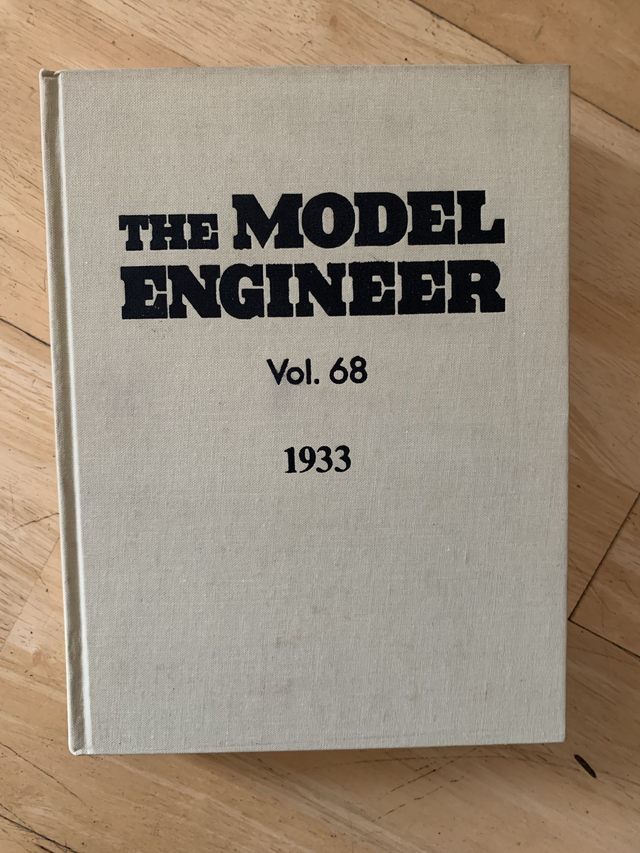 THE MODEL
ENGINEER
Vol. 68
1933